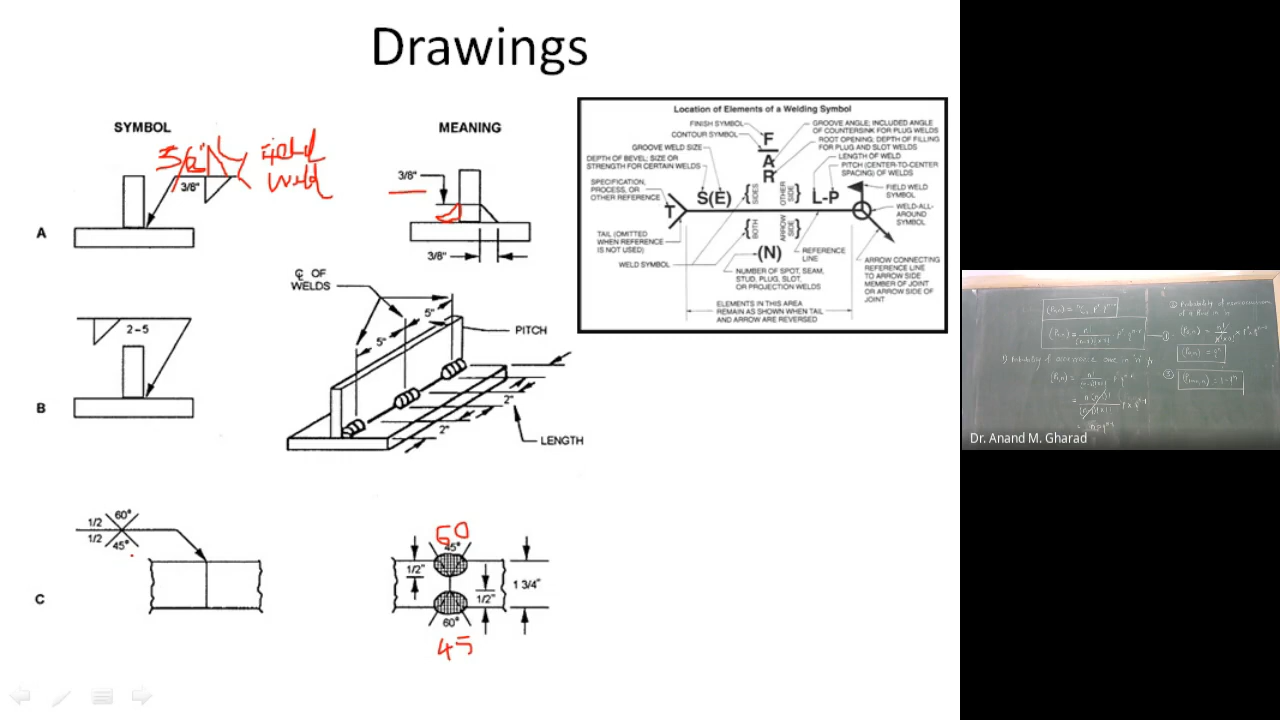 Drawings
SYMBOL
MEANING
3/8"
3/8"
Field
Weld
A
3/8"
3/8"
Location of Elements of a Welding Symbol
FINISH SYMBOL
CONTOUR SYMBOL
GROOVE WELD SIZE
DEPTH OF BEVEL; SIZE OR
STRENGTH FOR CERTAIN WELDS
SPECIFICATION,
PROCESS, OR
OTHER REFERENCE
TAIL (OMITTED
WHEN REFERENCE
IS NOT USED)
WELD SYMBOL
F
A
R
T
S(E)
L-P
(N)
SIDES
BOTH
OTHER
SIDE
ARROW
SIDE
GROOVE ANGLE; INCLUDED ANGLE
OF COUNTERSINK FOR PLUG WELDS
ROOT OPENING; DEPTH OF FILLING
FOR PLUG AND SLOT WELDS
LENGTH OF WELD
PITCH (CENTER-TO-CENTER
SPACING) OF WELDS
FIELD WELD
SYMBOL
WELD-ALL-
AROUND
SYMBOL
REFERENCE
LINE
NUMBER OF SPOT, SEAM,
STUD, PLUG, SLOT,
OR PROJECTION WELDS
ARROW CONNECTING
REFERENCE LINE
TO ARROW SIDE
MEMBER OF JOINT
OR ARROW SIDE OF
JOINT
ELEMENTS IN THIS AREA
REMAIN AS SHOWN WHEN TAIL
AND ARROW ARE REVERSED
2-5
B
℄ OF
WELDS
5"
5"
PITCH
2"
2"
LENGTH
1/2 60°
1/2 45°
C
60
45°
1/2"
1 3/4"
1/2"
60°
45
Dr. Anand M. Gharad